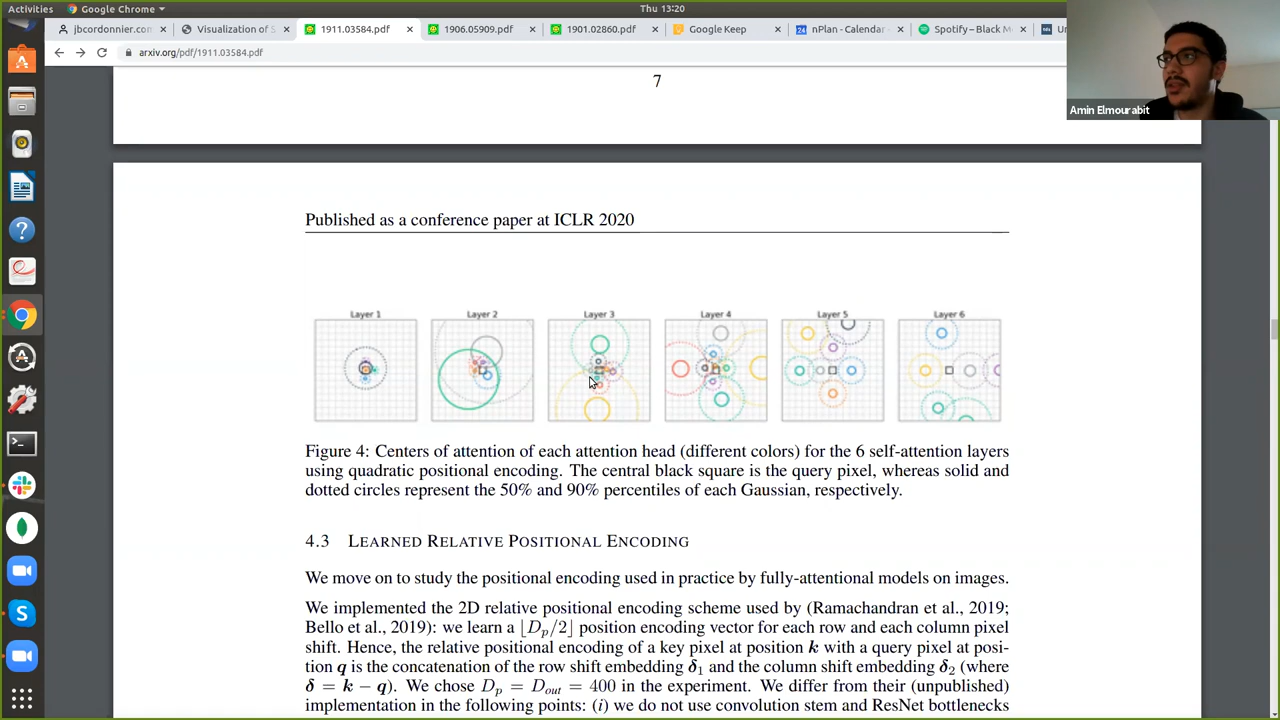 Activities Google Chrome Thu 13:20
jbcordonnier.com Visualization of S 1911.03584.pdf 1906.05909.pdf 1901.02860.pdf Google Keep nPlan - Calendar Spotify – Black M
arxiv.org/pdf/1911.03584.pdf
Amin Elmourabit
7
Published as a conference paper at ICLR 2020
Layer 1 Layer 2 Layer 3 Layer 4 Layer 5 Layer 6
Figure 4: Centers of attention of each attention head (different colors) for the 6 self-attention layers
using quadratic positional encoding. The central black square is the query pixel, whereas solid and
dotted circles represent the 50% and 90% percentiles of each Gaussian, respectively.
4.3 LEARNED RELATIVE POSITIONAL ENCODING
We move on to study the positional encoding used in practice by fully-attentional models on images.
We implemented the 2D relative positional encoding scheme used by (Ramachandran et al., 2019;
Bello et al., 2019): we learn a ⌊Dp/2⌋ position encoding vector for each row and each column pixel
shift. Hence, the relative positional encoding of a key pixel at position k with a query pixel at posi-
tion q is the concatenation of the row shift embedding δ1 and the column shift embedding δ2 (where
δ = k − q). We chose Dp = Dout = 400 in the experiment. We differ from their (unpublished)
implementation in the following points: (i) we do not use convolution stem and ResNet bottlenecks